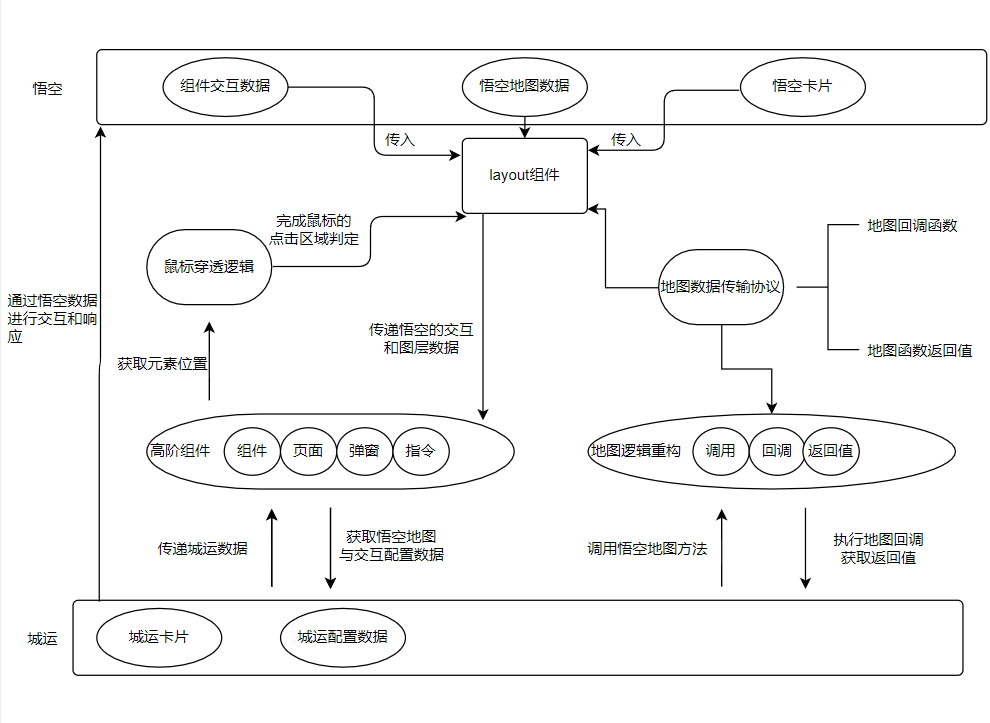 悟空
组件交互数据
悟空地图数据
悟空卡片
传入
传入
layout组件
完成鼠标的
点击区域判定
地图回调函数
鼠标穿透逻辑
地图数据传输协议
通过悟空数据
进行交互和响
应
传递悟空的交互
和图层数据
地图函数返回值
获取元素位置
高阶组件
组件
页面
弹窗
指令
地图逻辑重构
调用
回调
返回值
传递城运数据
获取悟空地图
与交互配置数据
调用悟空地图方法
执行地图回调
获取返回值
城运
城运卡片
城运配置数据